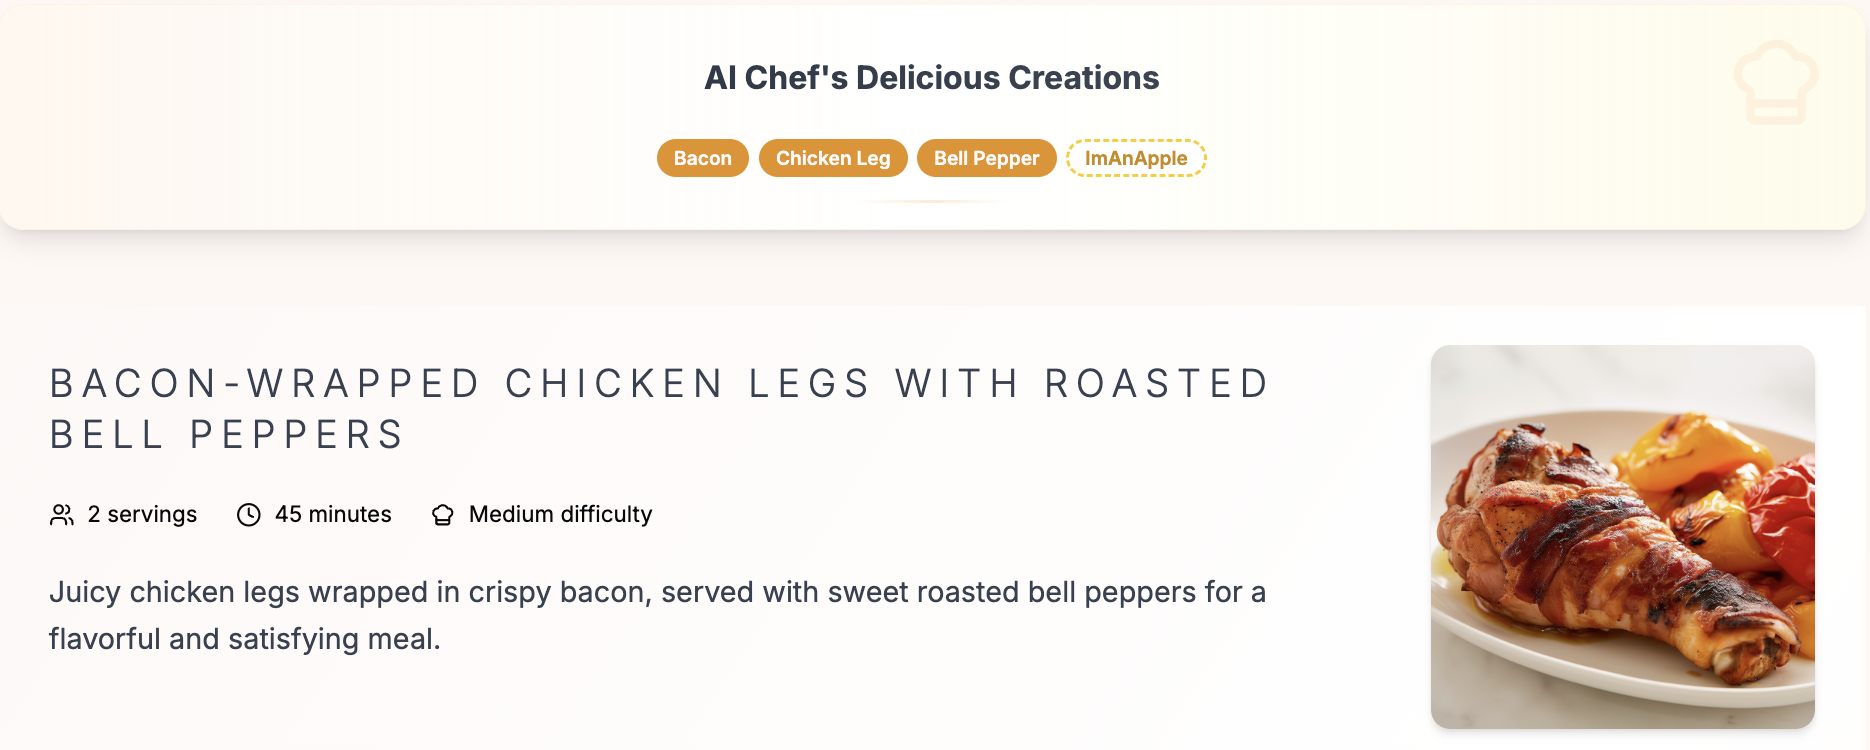 AI Chef's Delicious Creations
Bacon Chicken Leg Bell Pepper ImAnApple
BACON-WRAPPED CHICKEN LEGS WITH ROASTED
BELL PEPPERS
2 servings 45 minutes Medium difficulty
Juicy chicken legs wrapped in crispy bacon, served with sweet roasted bell peppers for a
flavorful and satisfying meal.